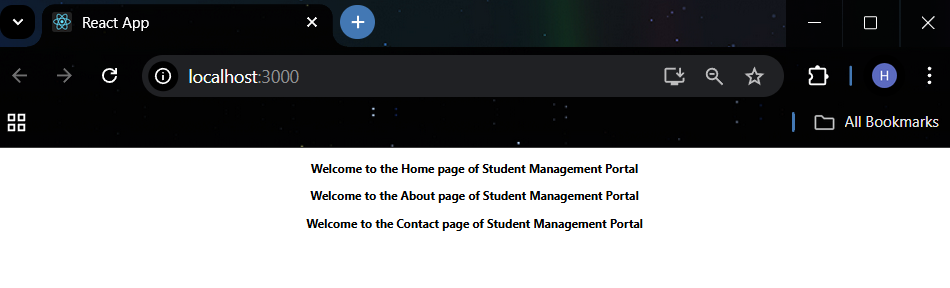 React App
localhost:3000
H
All Bookmarks
Welcome to the Home page of Student Management Portal
Welcome to the About page of Student Management Portal
Welcome to the Contact page of Student Management Portal